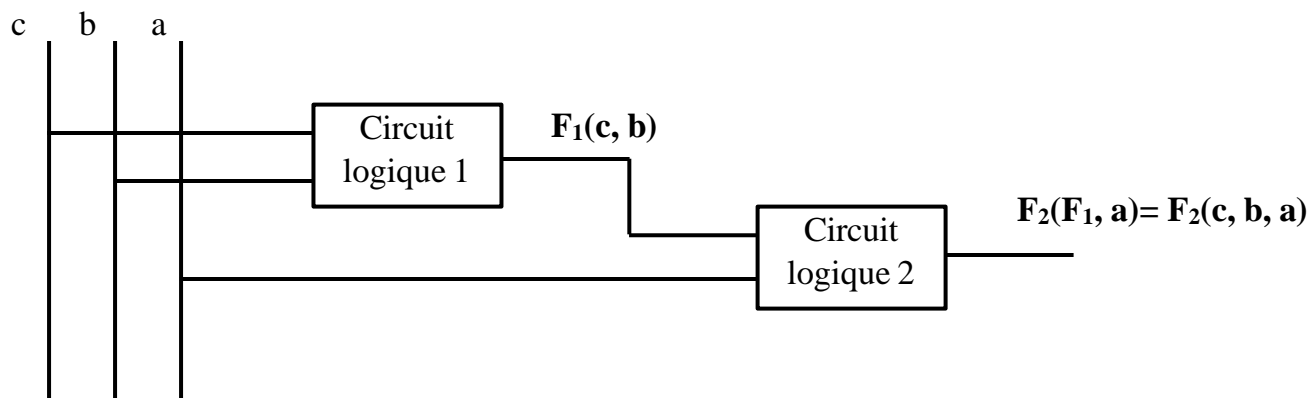 c b a
Circuit
logique 1
F₁(c, b)
Circuit
logique 2
F₂(F₁, a)= F₂(c, b, a)